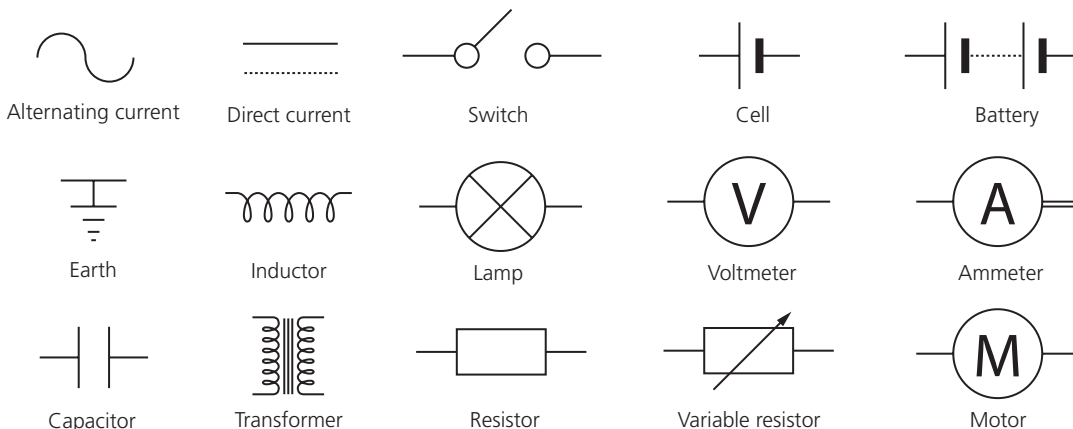 Alternating current
Direct current
Switch
Cell
Battery
Earth
Inductor
Lamp
V
Voltmeter
A
Ammeter
Capacitor
Transformer
Resistor
Variable resistor
M
Motor